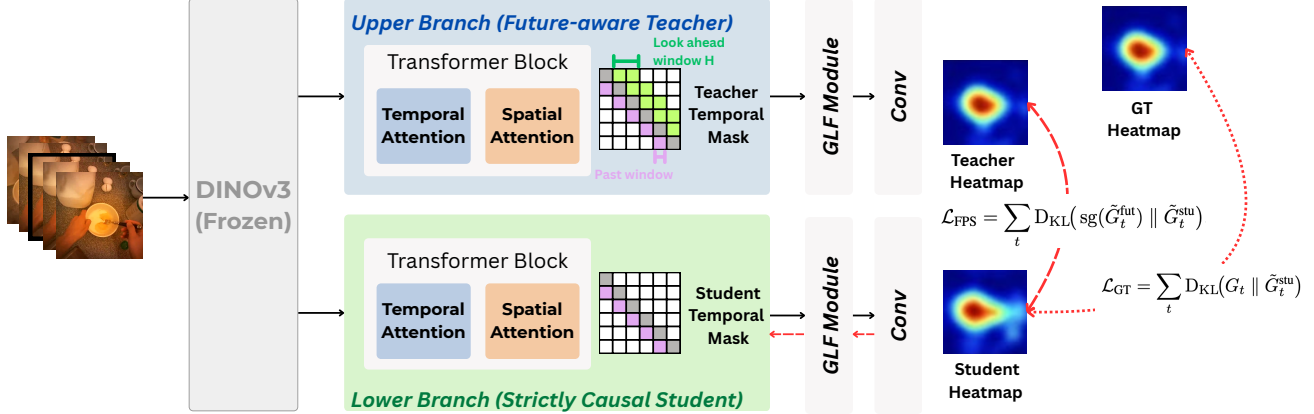 Upper Branch (Future-aware Teacher)
Transformer Block
Temporal
Attention
Spatial
Attention
Look ahead
window H
Past window
Teacher
Temporal
Mask
GLF Module
Conv
DINOv3
(Frozen)
Transformer Block
Temporal
Attention
Spatial
Attention
Student
Temporal
Mask
Lower Branch (Strictly Causal Student)
GLF Module
Conv
Teacher
Heatmap
GT
Heatmap
ℒ_FPS = ∑_t D_KL( sg(G̃_t^fut) ∥ G̃_t^stu)
ℒ_GT = ∑_t D_KL(G_t ∥ G̃_t^stu)
Student
Heatmap